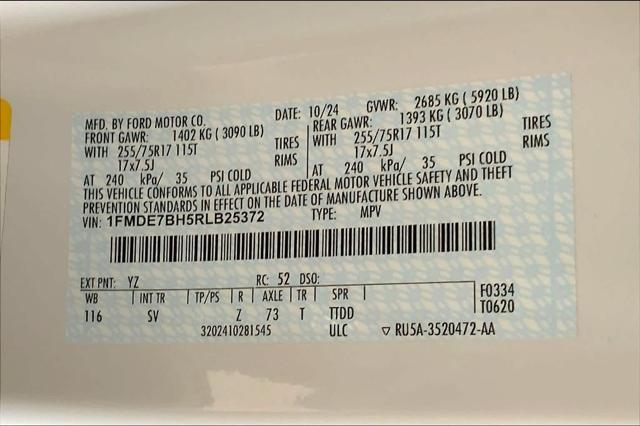 MFD. BY FORD MOTOR CO. DATE: 10/24 GVWR: 2685 KG ( 5920 LB)
FRONT GAWR: 1402 KG ( 3090 LB) REAR GAWR: 1393 KG ( 3070 LB)
WITH 255/75R17 115T TIRES WITH 255/75R17 115T TIRES
17x7.5J RIMS 17x7.5J RIMS
AT 240 kPa/ 35 PSI COLD AT 240 kPa/ 35 PSI COLD
THIS VEHICLE CONFORMS TO ALL APPLICABLE FEDERAL MOTOR VEHICLE SAFETY AND THEFT
PREVENTION STANDARDS IN EFFECT ON THE DATE OF MANUFACTURE SHOWN ABOVE.
VIN: 1FMDE7BH5RLB25372 TYPE: MPV
EXT PNT: YZ RC: 52 DSO:
WB INT TR TP/PS R AXLE TR SPR F0334
116 SV Z 73 T TTDD T0620
3202410281545 ULC ▽ RU5A-3520472-AA